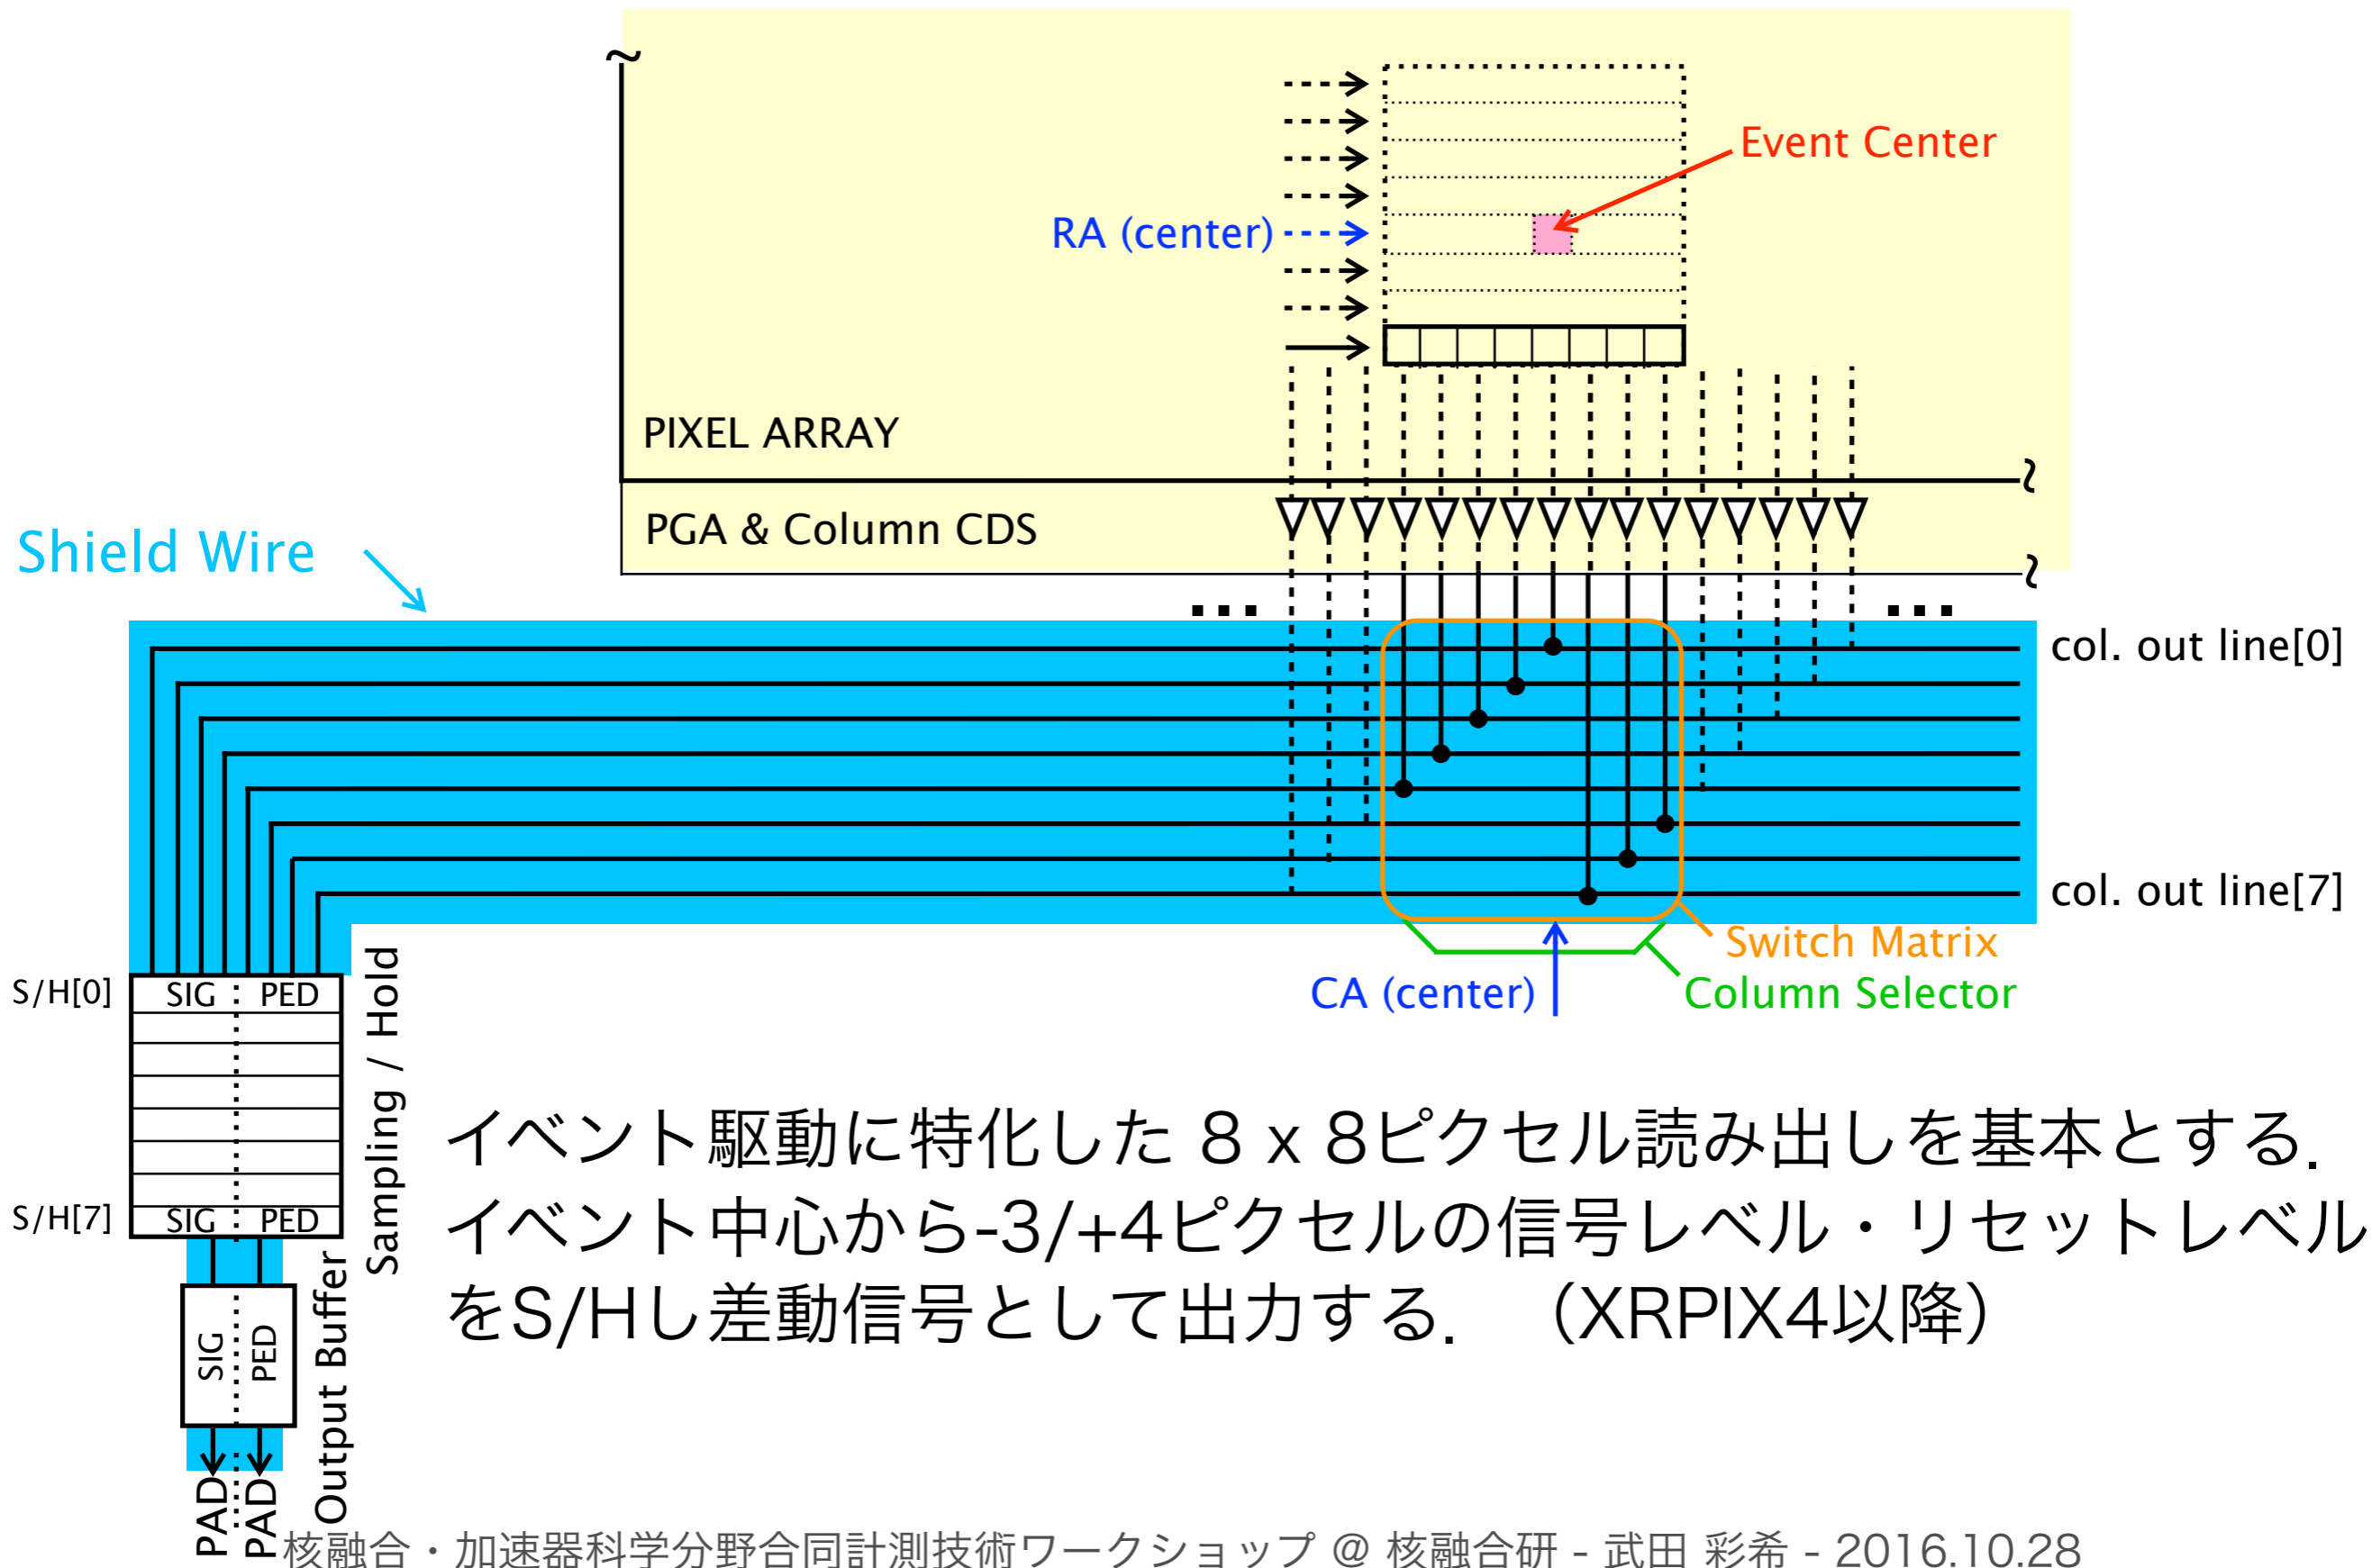 Event Center
RA (center)
PIXEL ARRAY
PGA & Column CDS
Shield Wire
...
...
col. out line[0]
col. out line[7]
Switch Matrix
Column Selector
CA (center)
S/H[0]
SIG
PED
Sampling / Hold
S/H[7]
SIG
PED
SIG
PED
Output Buffer
PAD
PAD
イベント駆動に特化した 8 x 8ピクセル読み出しを基本とする．
イベント中心から-3/+4ピクセルの信号レベル・リセットレベル
をS/Hし差動信号として出力する． （XRPIX4以降）
核融合・加速器科学分野合同計測技術ワークショップ @ 核融合研 - 武田 彩希 - 2016.10.28